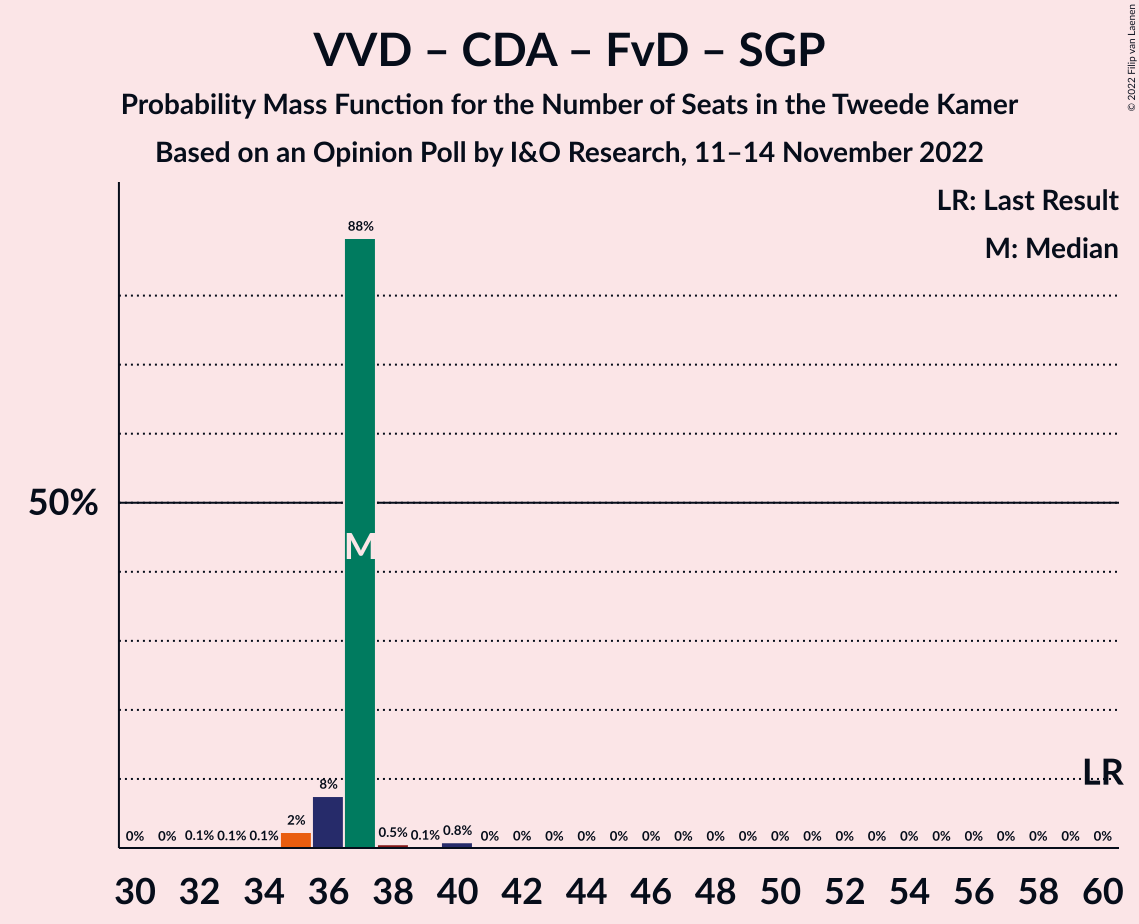 VVD – CDA – FvD – SGP
Probability Mass Function for the Number of Seats in the Tweede Kamer
Based on an Opinion Poll by I&O Research, 11–14 November 2022
© 2022 Filip van Laenen
LR: Last Result
M: Median
88%
50%
M
LR
8%
2%
0% 0% 0.1% 0.1% 0.1% 0.5% 0.1% 0.8% 0% 0% 0% 0% 0% 0% 0% 0% 0% 0% 0% 0% 0% 0% 0% 0% 0% 0% 0% 0%
30 32 34 36 38 40 42 44 46 48 50 52 54 56 58 60